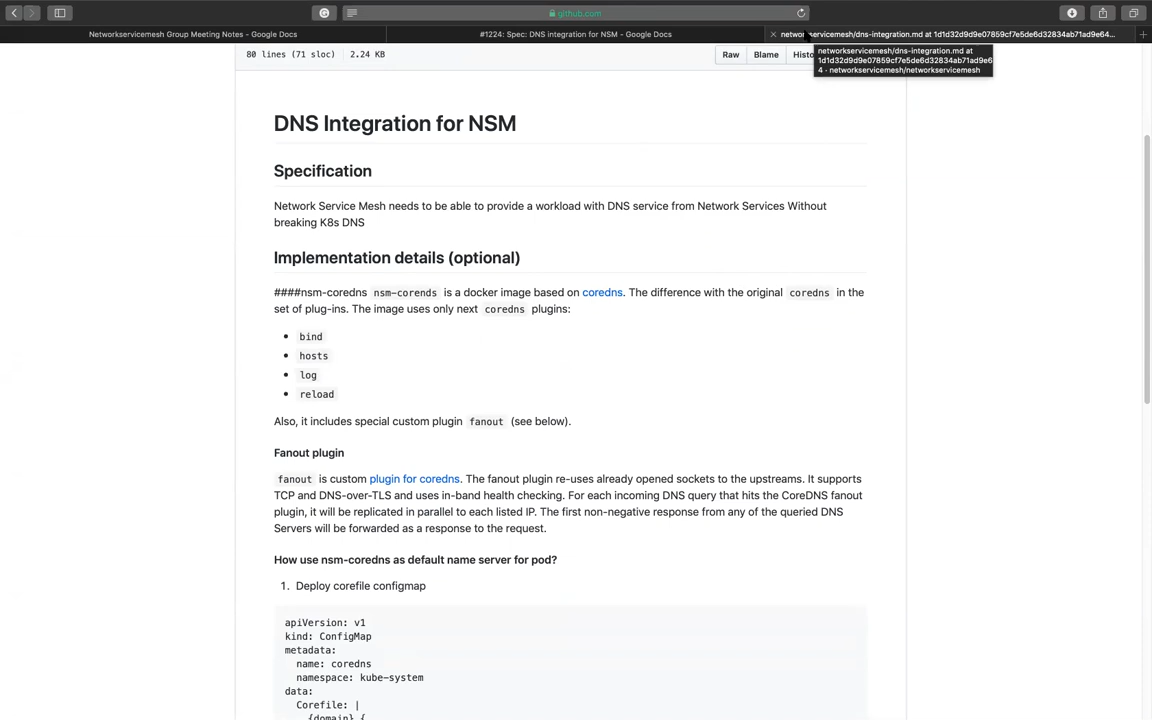 github.com
Networkservicemesh Group Meeting Notes - Google Docs
#1224: Spec: DNS integration for NSM - Google Docs
networkservicemesh/dns-integration.md at 1d1d32d9d9e07859cf7e5de6d32834ab71ad9e64...
80 lines (71 sloc) 2.24 KB
Raw
Blame
networkservicemesh/dns-integration.md at
1d1d32d9d9e07859cf7e5de6d32834ab71ad9e6
4 - networkservicemesh/networkservicemesh
DNS Integration for NSM
Specification
Network Service Mesh needs to be able to provide a workload with DNS service from Network Services Without
breaking K8s DNS
Implementation details (optional)
####nsm-coredns nsm-corends is a docker image based on coredns. The difference with the original coredns in the
set of plug-ins. The image uses only next coredns plugins:
bind
hosts
log
reload
Also, it includes special custom plugin fanout (see below).
Fanout plugin
fanout is custom plugin for coredns. The fanout plugin re-uses already opened sockets to the upstreams. It supports
TCP and DNS-over-TLS and uses in-band health checking. For each incoming DNS query that hits the CoreDNS fanout
plugin, it will be replicated in parallel to each listed IP. The first non-negative response from any of the queried DNS
Servers will be forwarded as a response to the request.
How use nsm-coredns as default name server for pod?
1. Deploy corefile configmap
apiVersion: v1
kind: ConfigMap
metadata:
name: coredns
namespace: kube-system
data:
Corefile: |
{domain} {